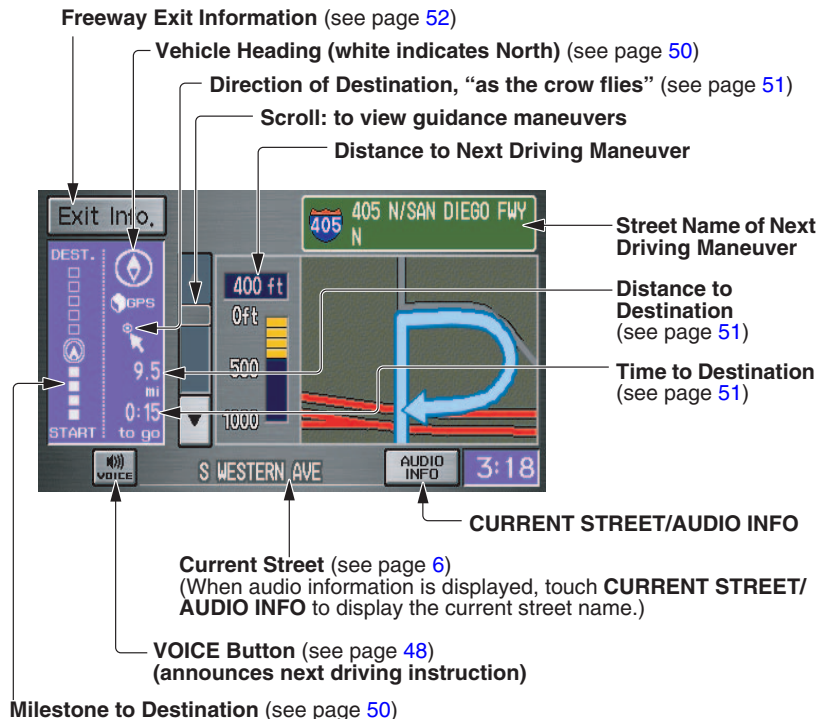 Freeway Exit Information (see page 52)
Vehicle Heading (white indicates North) (see page 50)
Direction of Destination, “as the crow flies” (see page 51)
Scroll: to view guidance maneuvers
Distance to Next Driving Maneuver
Exit Info.
405
405 N/SAN DIEGO FWY
N
Street Name of Next
Driving Maneuver
DEST.
GPS
400 ft
0ft
500
1000
9.5
mi
0:15
START
to go
▼
Distance to
Destination
(see page 51)
Time to Destination
(see page 51)
VOICE
S WESTERN AVE
AUDIO
INFO
3:18
CURRENT STREET/AUDIO INFO
Current Street (see page 6)
(When audio information is displayed, touch CURRENT STREET/
AUDIO INFO to display the current street name.)
VOICE Button (see page 48)
(announces next driving instruction)
Milestone to Destination (see page 50)